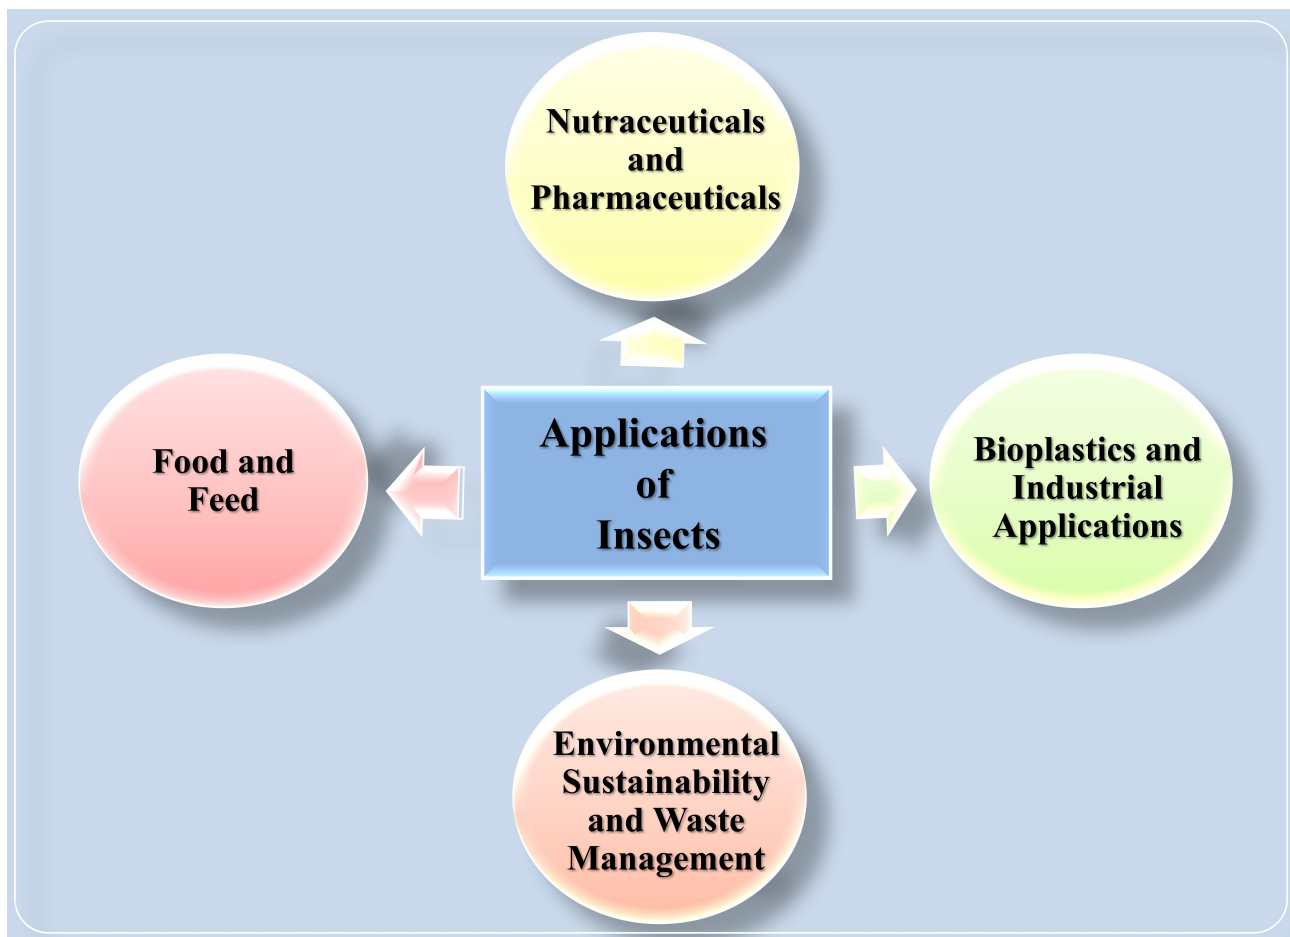 Nutraceuticals
and
Pharmaceuticals
Food and
Feed
Applications
of
Insects
Bioplastics and
Industrial
Applications
Environmental
Sustainability
and Waste
Management